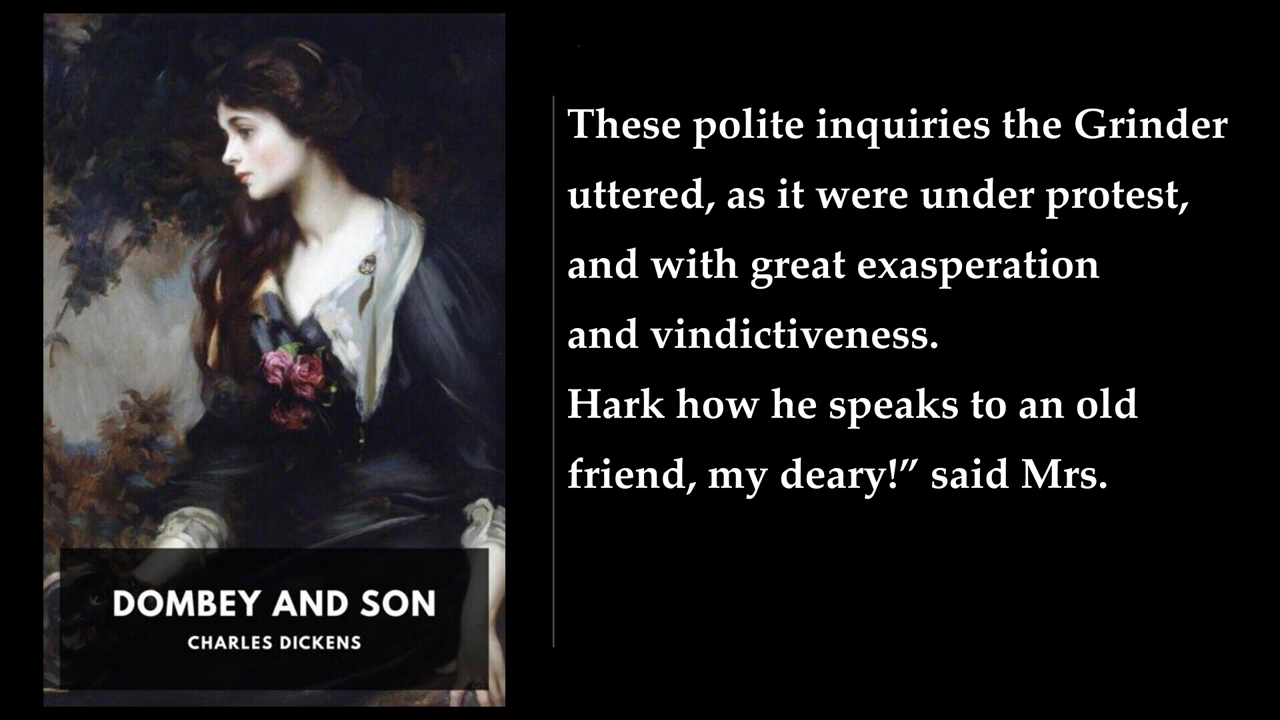 DOMBEY AND SON
CHARLES DICKENS
These polite inquiries the Grinder
uttered, as it were under protest,
and with great exasperation
and vindictiveness.
Hark how he speaks to an old
friend, my deary!” said Mrs.